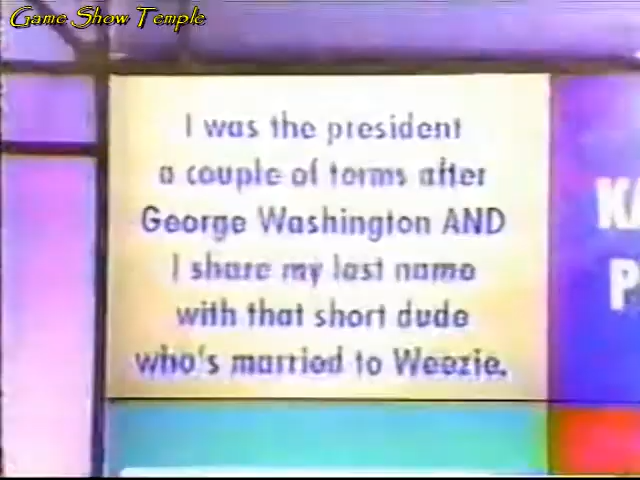 Game Show Temple
I was the president
a couple of terms after
George Washington AND
I share my last name
with that short dude
who's married to Weezie.